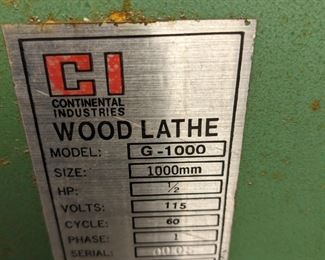 CI
CONTINENTAL
INDUSTRIES
WOOD LATHE
MODEL: G-1000
SIZE: 1000mm
HP: 1/2
VOLTS: 115
CYCLE: 60
PHASE: 1
SERIAL: